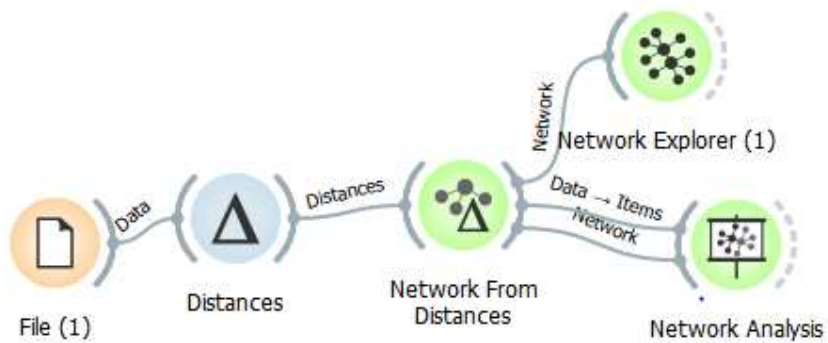 Network
Network Explorer (1)
Data
Distances
Data → Items
Network
File (1)
Distances
Network From
Distances
Network Analysis